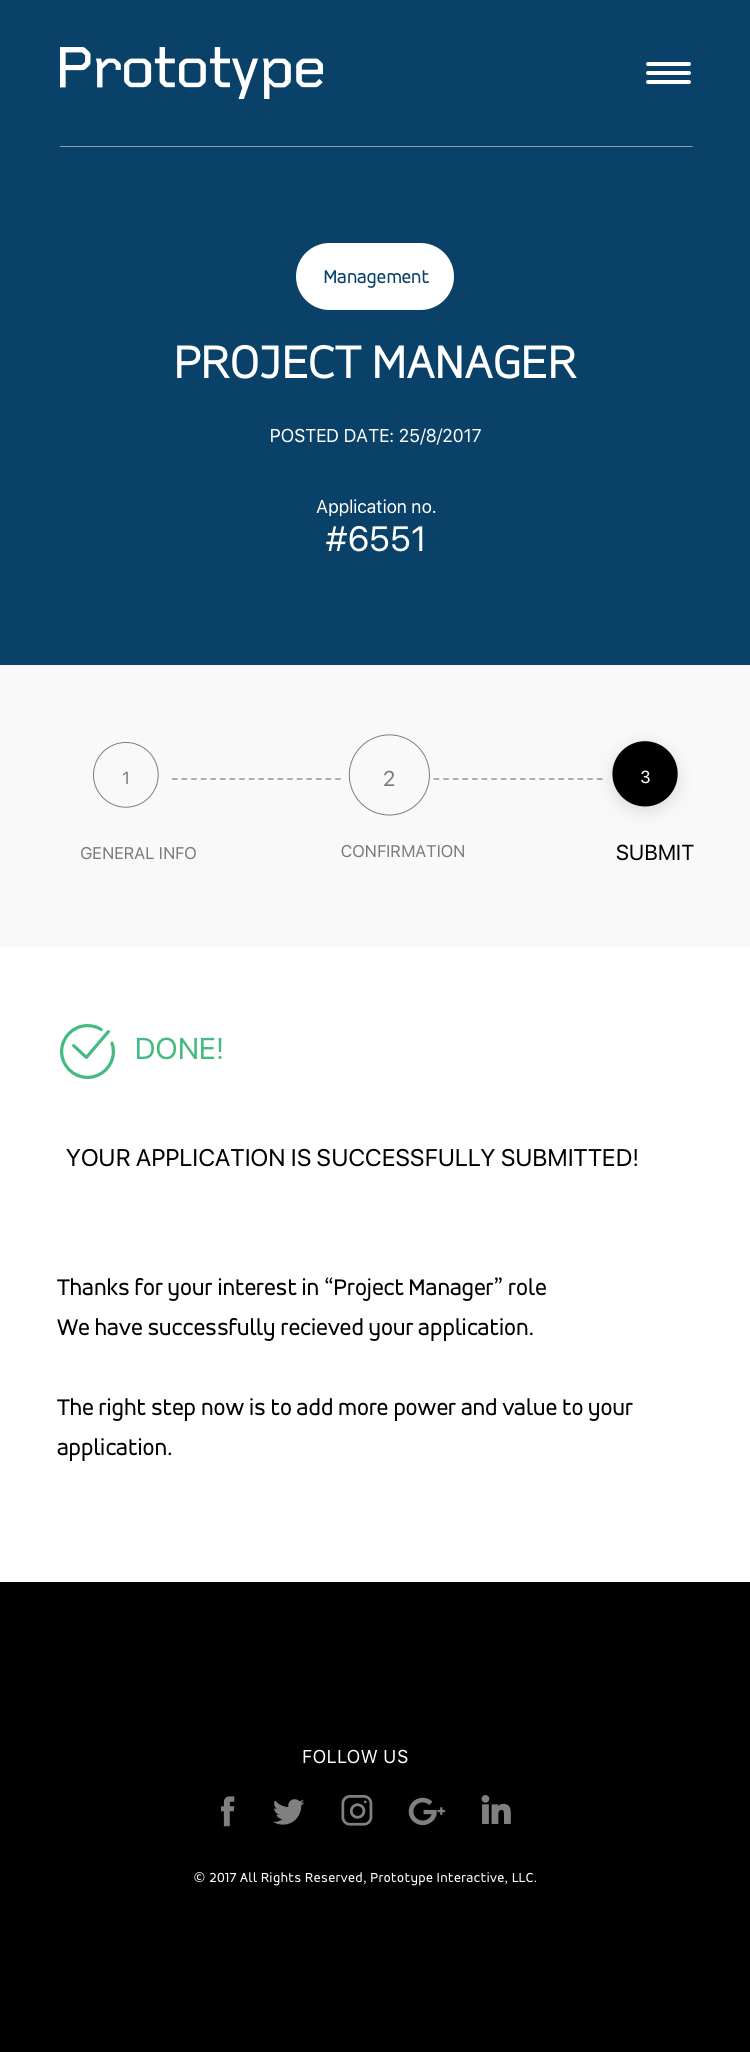 Prototype
Management
PROJECT MANAGER
POSTED DATE: 25/8/2017
Application no.
#6551
1
2
3
GENERAL INFO
CONFIRMATION
SUBMIT
DONE!
YOUR APPLICATION IS SUCCESSFULLY SUBMITTED!
Thanks for your interest in “Project Manager” role
We have successfully recieved your application.
The right step now is to add more power and value to your
application.
FOLLOW US
© 2017 All Rights Reserved, Prototype Interactive, LLC.